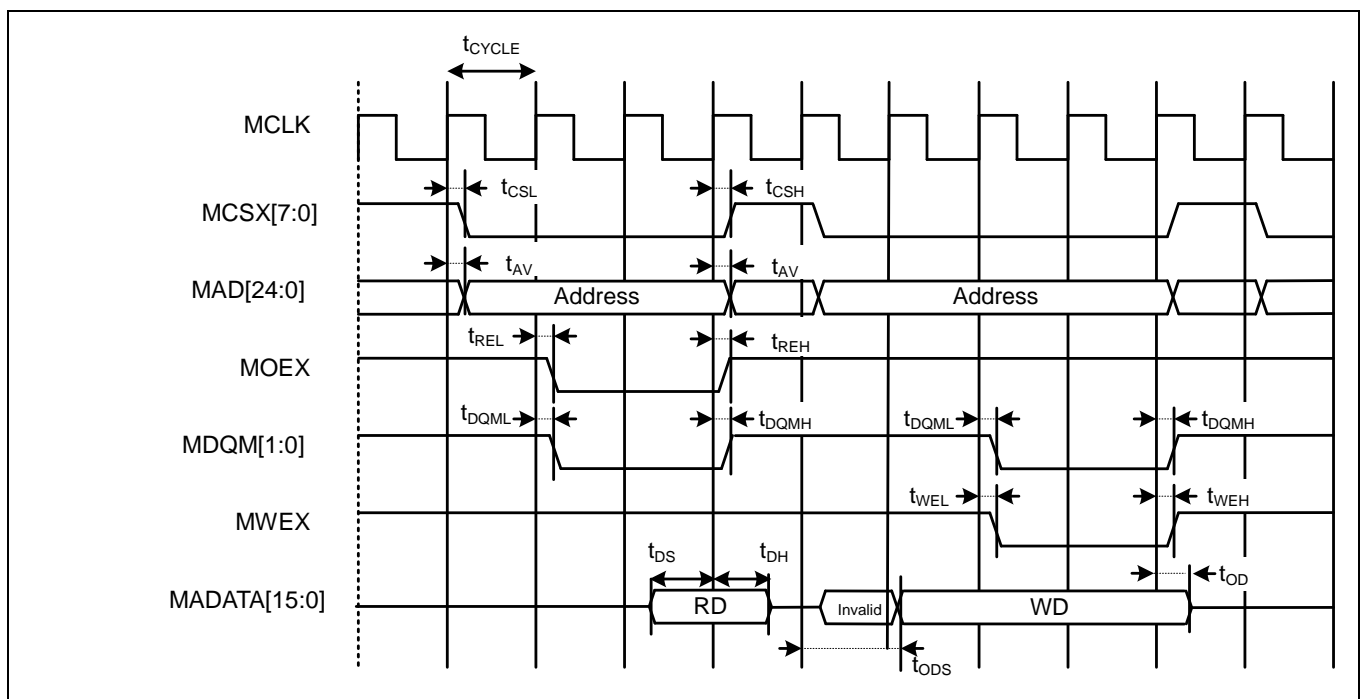 tCYCLE
MCLK
tCSL
tCSH
MCSX[7:0]
tAV
tAV
MAD[24:0]
Address
Address
tREL
tREH
MOEX
tDQML
tDQMH
tDQML
tDQMH
MDQM[1:0]
tWEL
tWEH
MWEX
tDS
tDH
tOD
MADATA[15:0]
RD
Invalid
WD
tODS